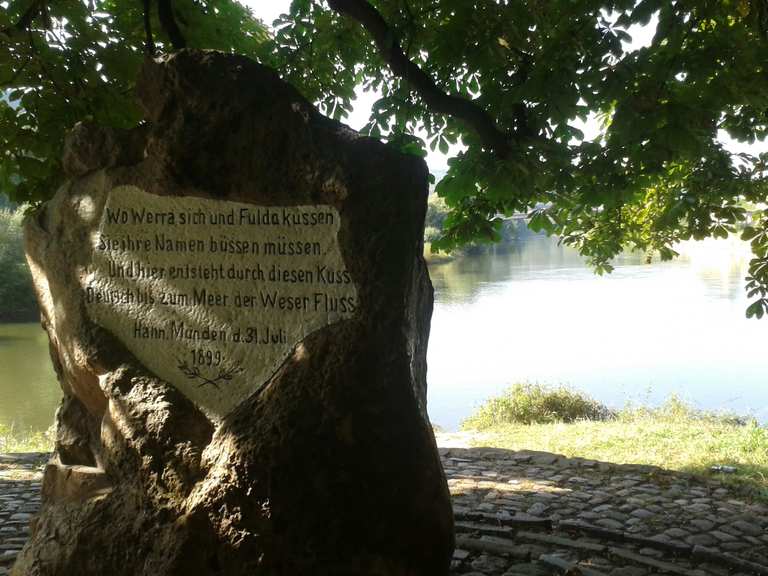 Wo Werra sich und Fulda küssen
Sie ihre Namen büssen müssen.
Und hier entsteht durch diesen Kuss
Deutsch bis zum Meer der Weser Fluss
Hann. Münden d. 31. Juli
1899.